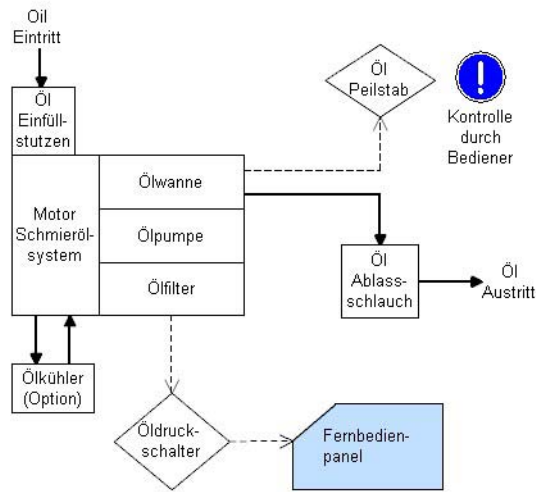 Öil
Eintritt
Öl
Einfüll-
stutzen
Öl
Peilstab
Kontrolle
durch
Bediener
Motor
Schmieröl-
system
Ölwanne
Ölpumpe
Ölfilter
Öl
Ablass-
schlauch
Öl
Austritt
Ölkühler
(Option)
Öldruck-
schalter
Fernbedien-
panel